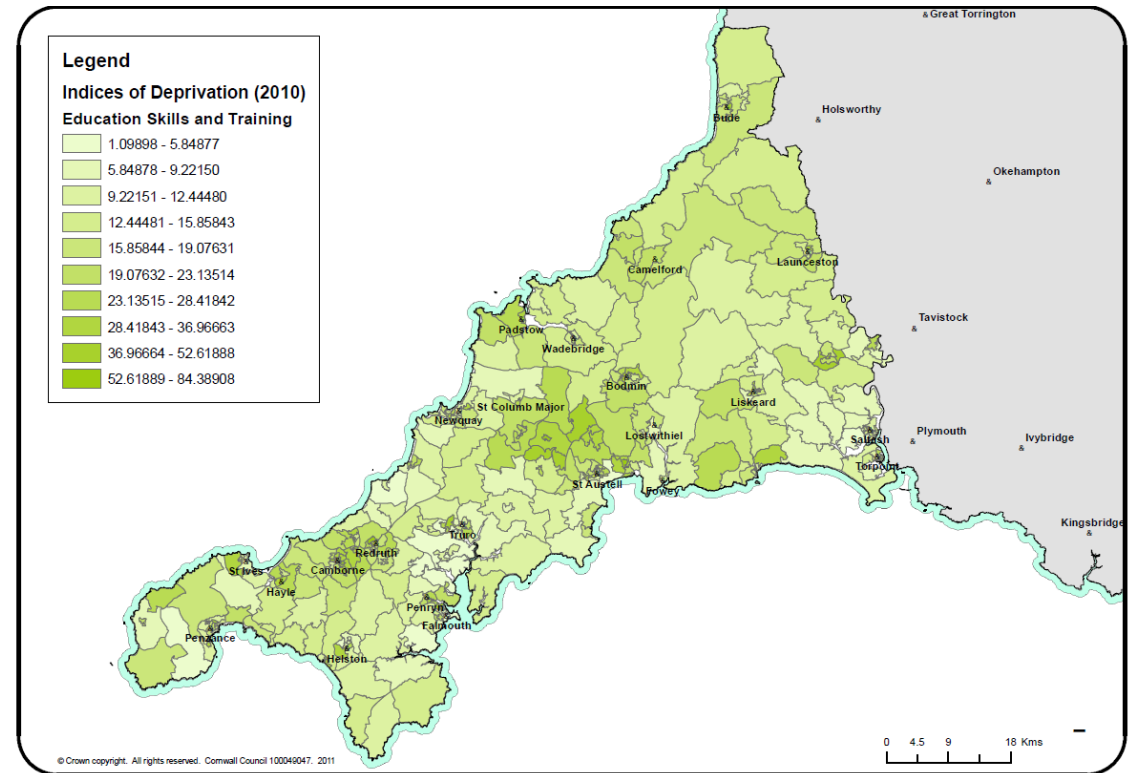 Great Torrington
Legend
Indices of Deprivation (2010)
Education Skills and Training
1.09898 - 5.84877
5.84878 - 9.22150
9.22151 - 12.44480
12.44481 - 15.85843
15.85844 - 19.07631
19.07632 - 23.13514
23.13515 - 28.41842
28.41843 - 36.96663
36.96664 - 52.61888
52.61889 - 84.38908
Holsworthy
Bude
Okehampton
Camelford
Launceston
Tavistock
Padstow
Wadebridge
Bodmin
Liskeard
St Columb Major
Newquay
Lostwithiel
Saltash
Plymouth
Ivybridge
Torpoint
St Austell
Fowey
Kingsbridge
Truro
Redruth
Camborne
St Ives
Hayle
Penryn
Falmouth
Penzance
Helston
0 4.5 9 18 Kms
© Crown copyright. All rights reserved. Cornwall Council 100049047. 2011